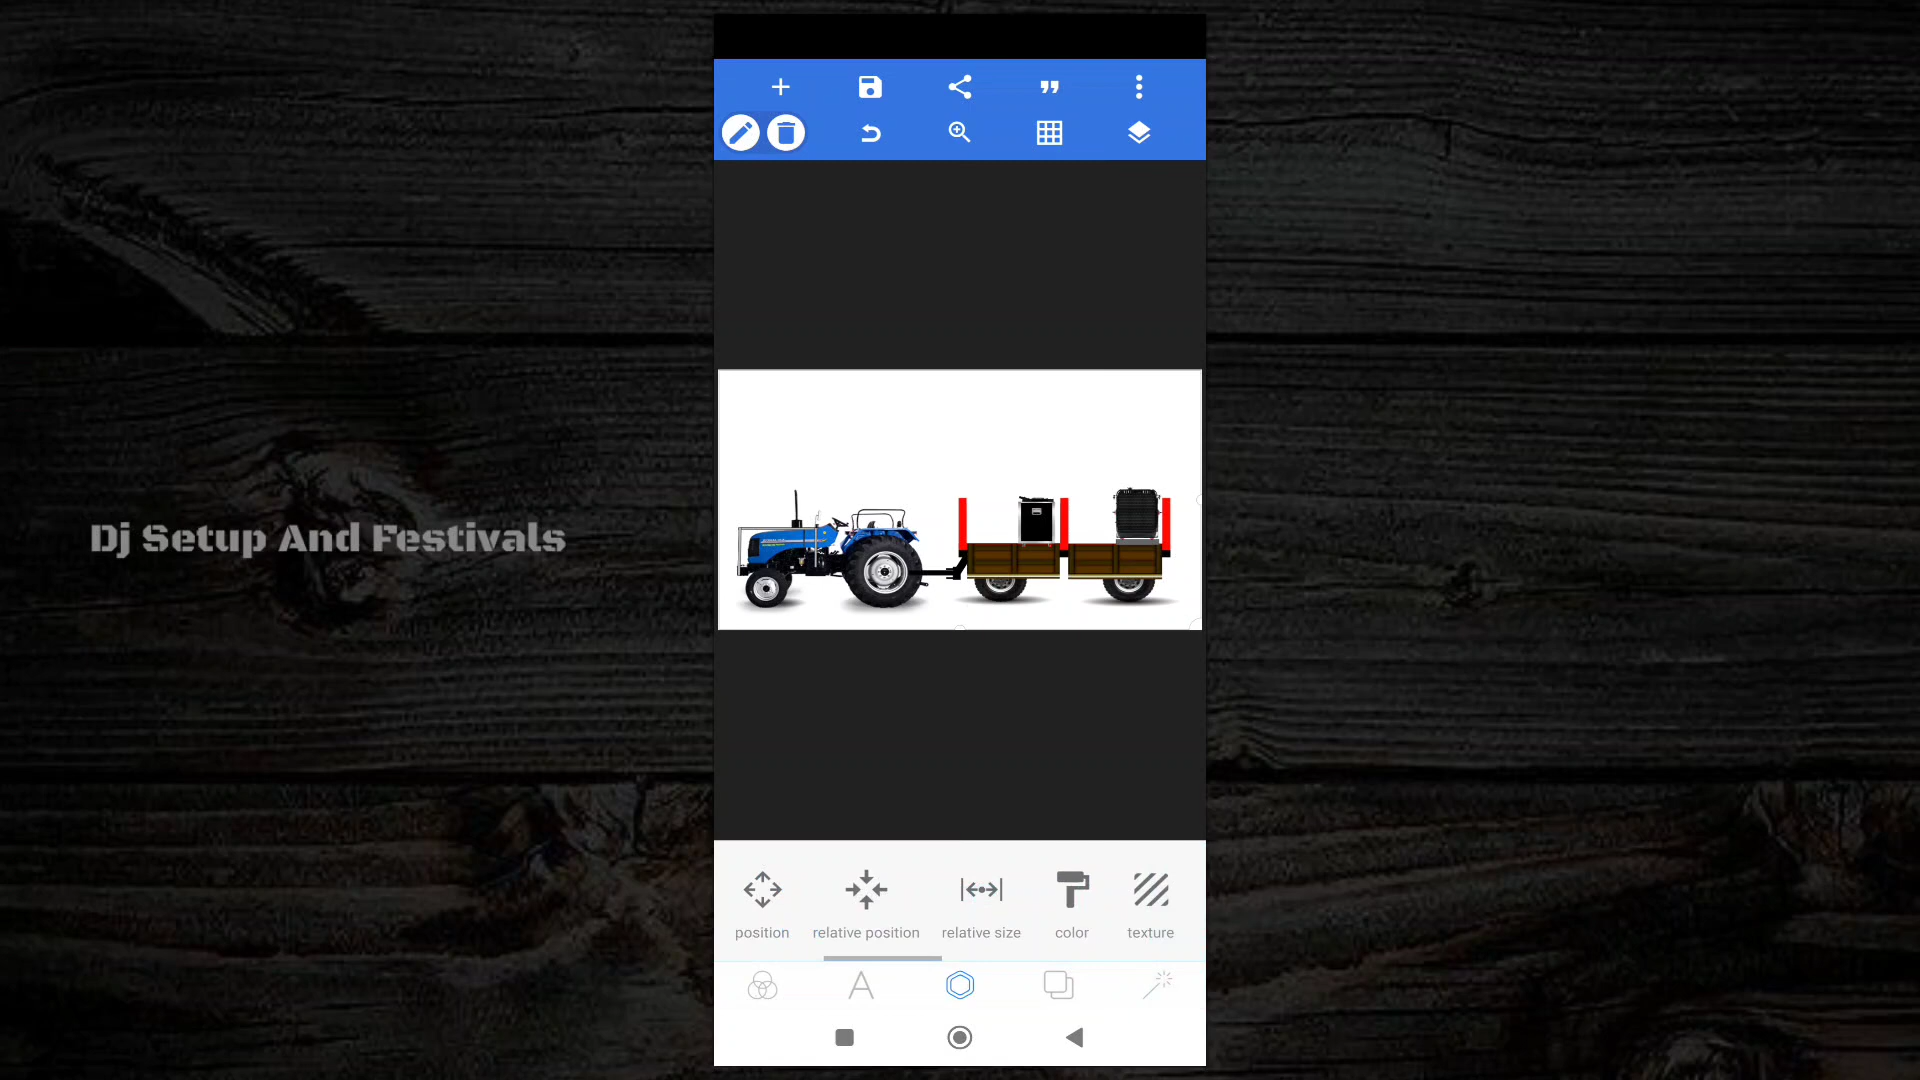 Dj Setup And Festivals
position
relative position
relative size
color
texture